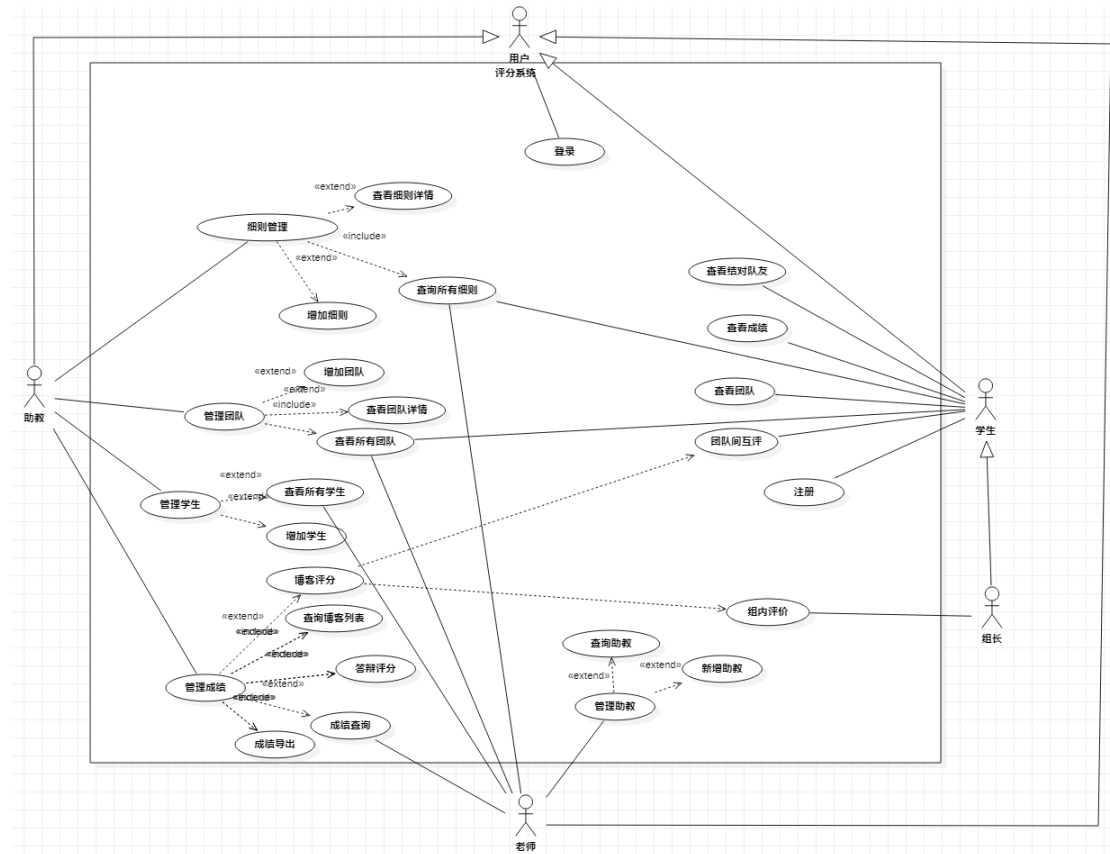 用户
评分系统
登录
«extend»
查看细则详情
细则管理
«include»
«extend»
查询所有细则
增加细则
查看结对队友
查看成绩
助教
«extend»
增加团队
«extend»
«include»
管理团队
查看团队详情
查看所有团队
查看团队
团队间互评
学生
«extend»
管理学生
«extend»
查看所有学生
增加学生
注册
博客评分
«extend»
查询博客列表
组内评价
组长
查询助教
«extend»
新增助教
«extend»
答辩评分
«extend»
管理成绩
管理助教
成绩查询
成绩导出
老师